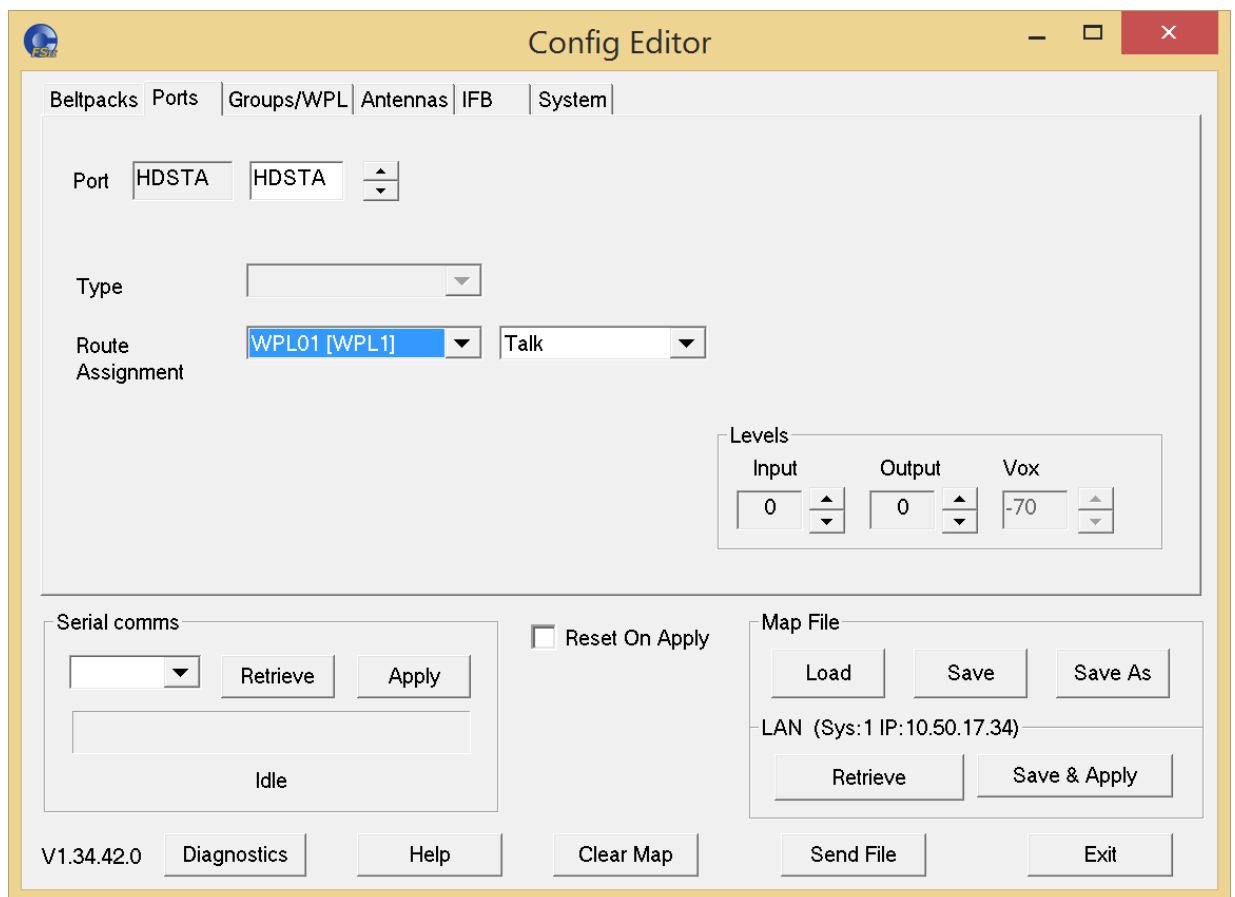 Config Editor
FSII
Beltpacks Ports Groups/WPL Antennas IFB System
Port HDSTA HDSTA
Type
Route Assignment WPL01 [WPL1] Talk
Levels
Input Output Vox
0 0 -70
Serial comms
Retrieve Apply
Idle
Reset On Apply
Map File
Load Save Save As
LAN (Sys:1 IP:10.50.17.34)
Retrieve Save & Apply
V1.34.42.0 Diagnostics Help Clear Map Send File Exit